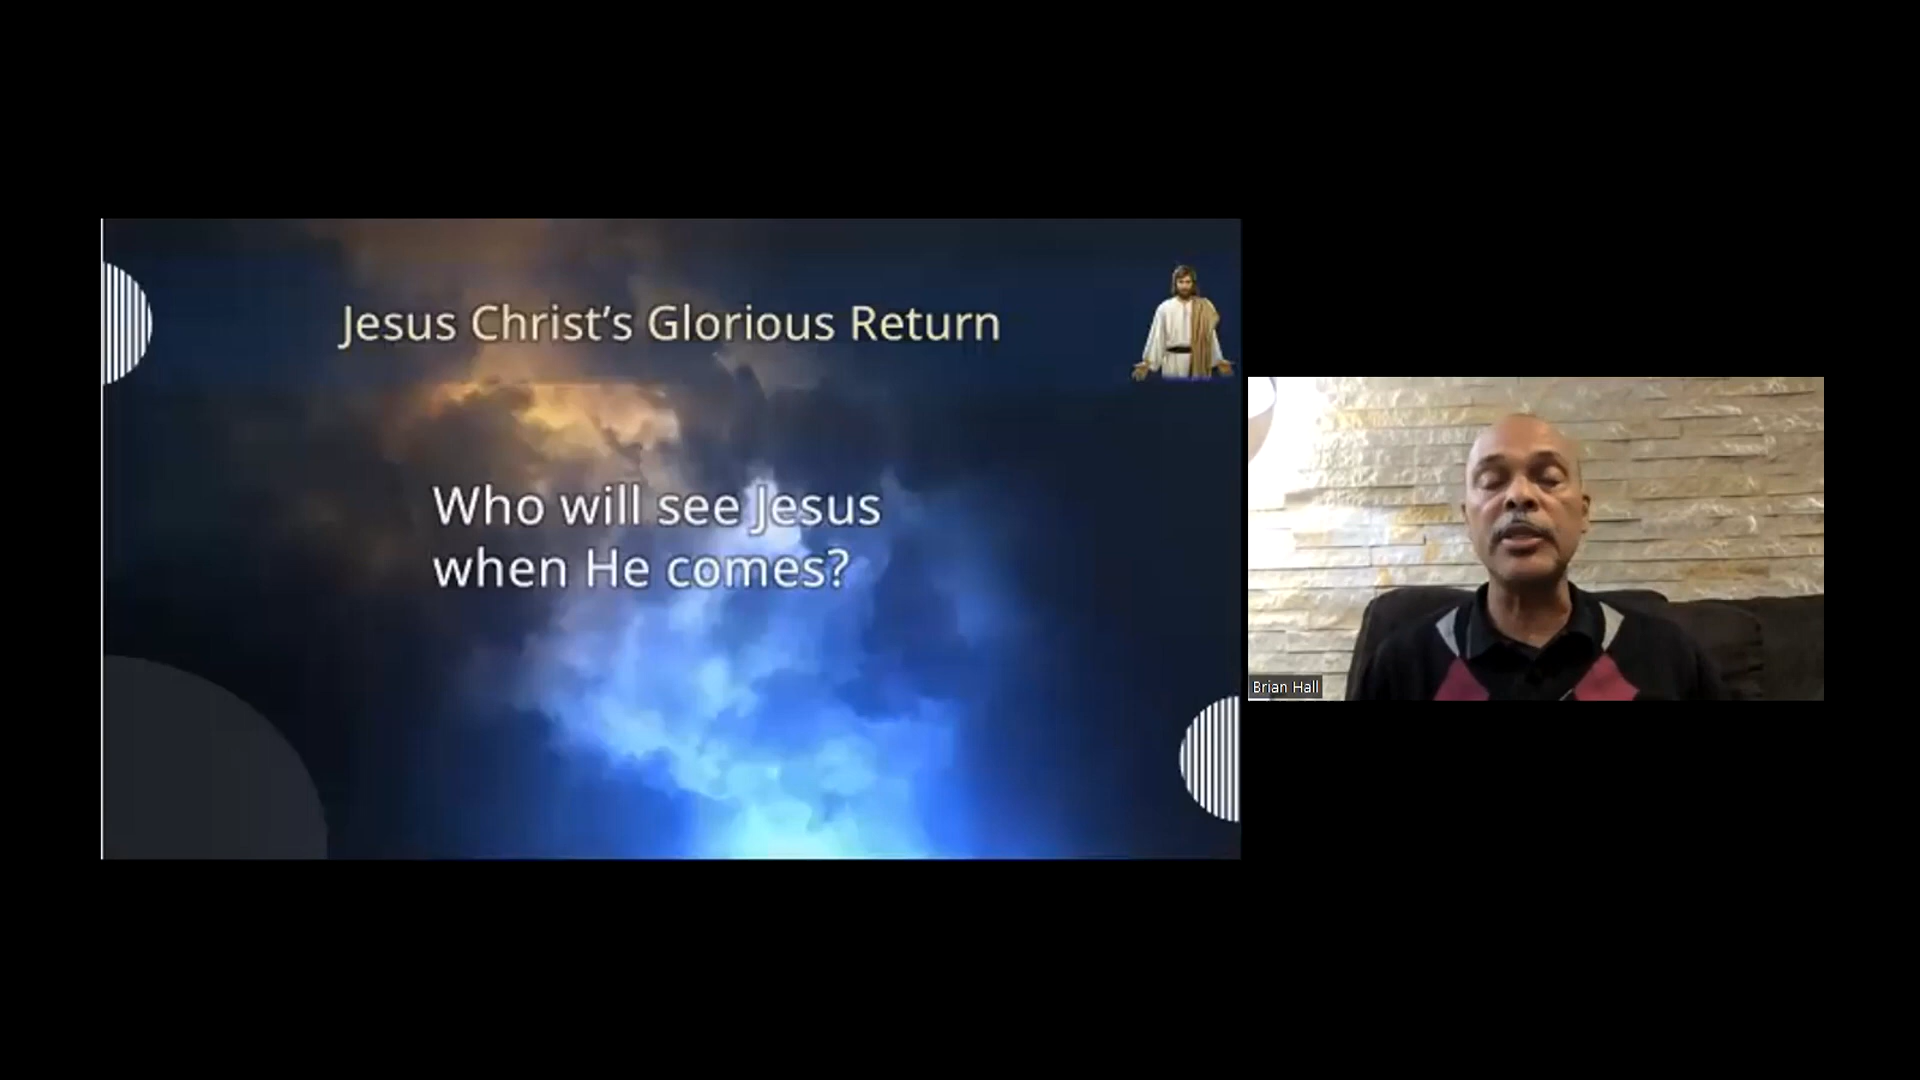 Jesus Christ’s Glorious Return
Who will see Jesus
when He comes?
Brian Hall